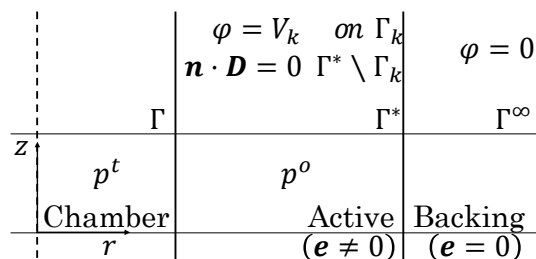 φ = V_k on Γ_k
n · D = 0 Γ* \ Γ_k
φ = 0
Γ Γ* Γ^∞
z
p^t p^o
Chamber Active Backing
r (e ≠ 0) (e = 0)